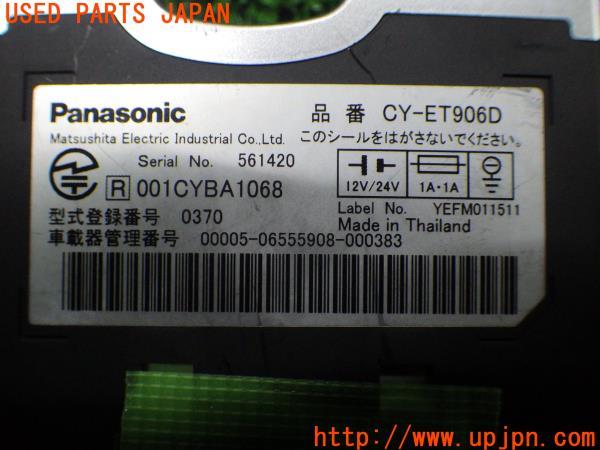 USED PARTS JAPAN
Panasonic 品番 CY-ET906D
Matsushita Electric Industrial Co.,Ltd. このシールをはがさないでください。
Serial No. 561420
R 001CYBA1068
12V/24V 1A・1A
型式登録番号 0370 Label No. YEFM011511
車載器管理番号 00005-06555908-000383 Made in Thailand
http://www.upjpn.com/